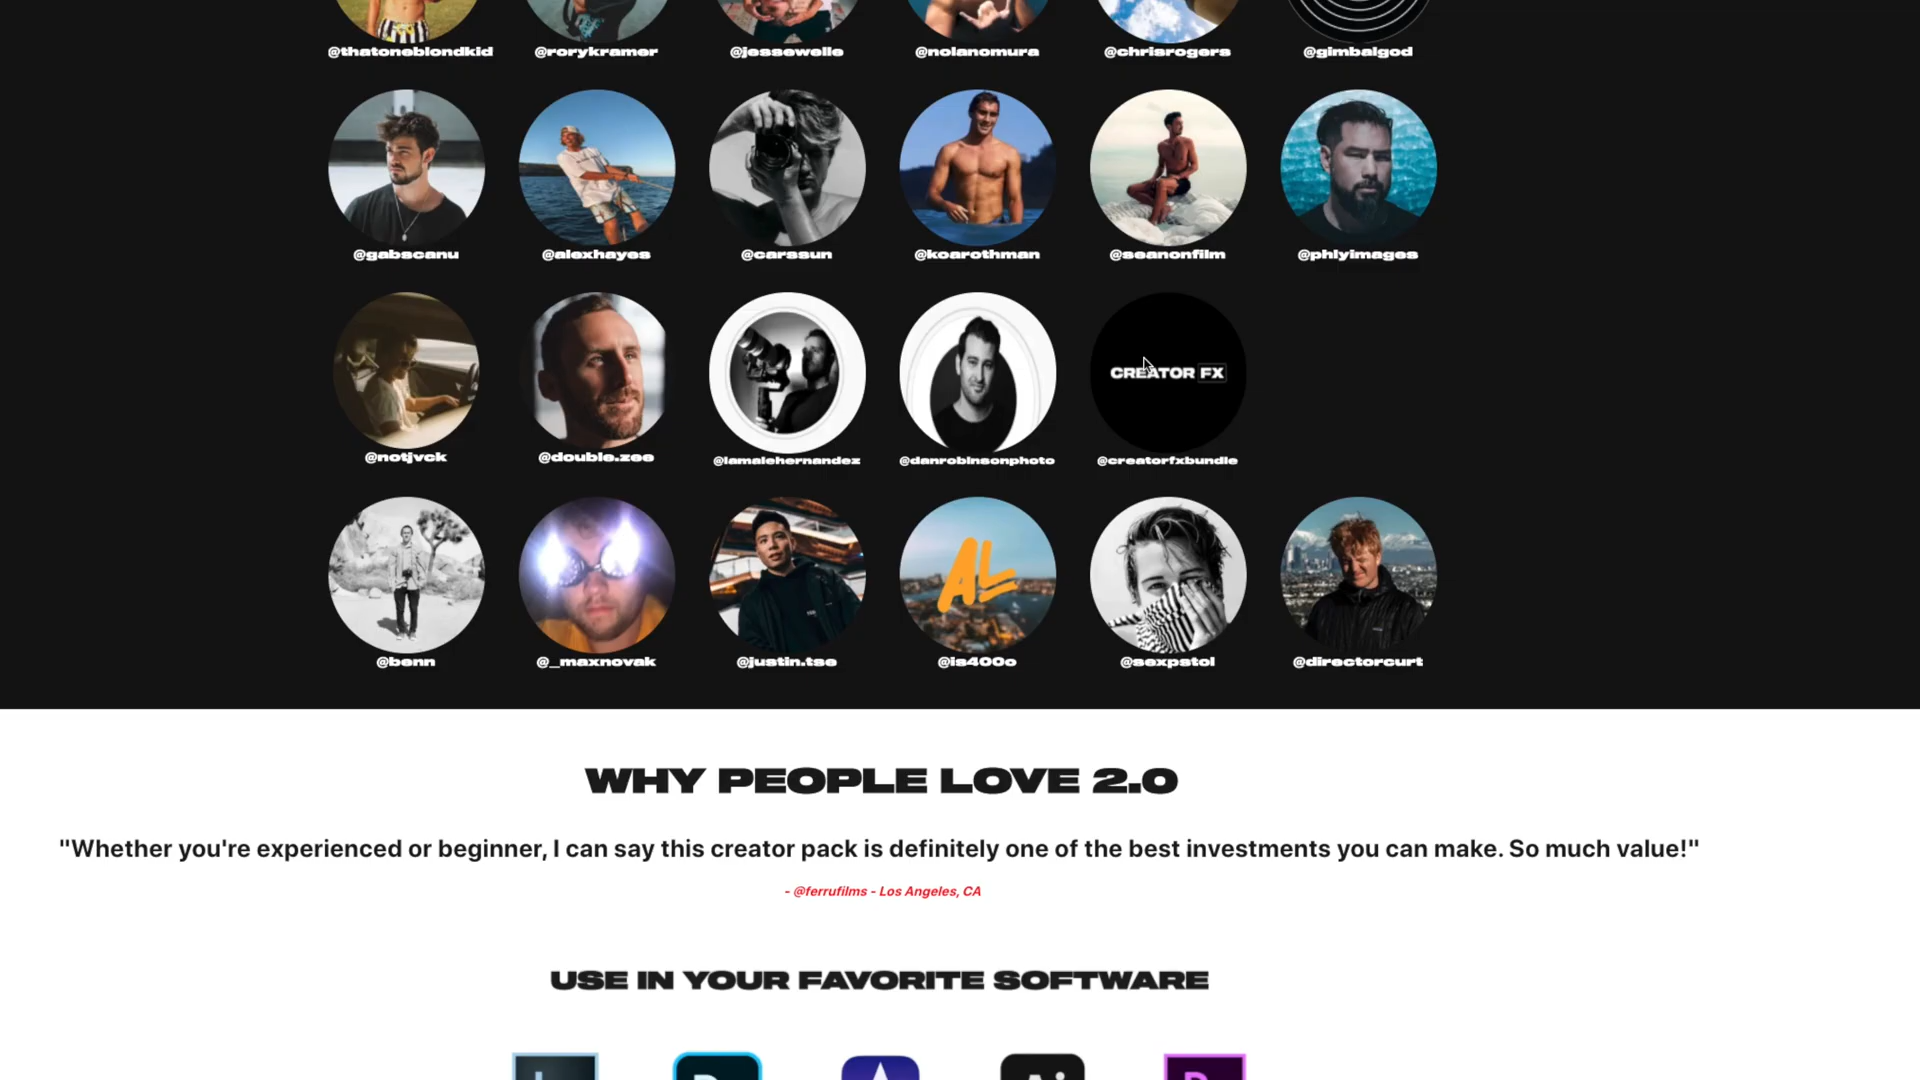 @thatoneblondkid @rorykramer @jessewelle @nolanomura @chrisrogers @gimbalgod
@gabscanu @alexhayes @carssun @koarothman @seanonfilm @phlyimages
CREATOR FX
@notjvck @double.zee @iamalehernandez @danrobinsonphoto @creatorfxbundle
AL
@benn @_maxnovak @justin.tse @is400o @sexpstol @directorcurt
WHY PEOPLE LOVE 2.0
"Whether you're experienced or beginner, I can say this creator pack is definitely one of the best investments you can make. So much value!"
- @ferrufilms - Los Angeles, CA
USE IN YOUR FAVORITE SOFTWARE